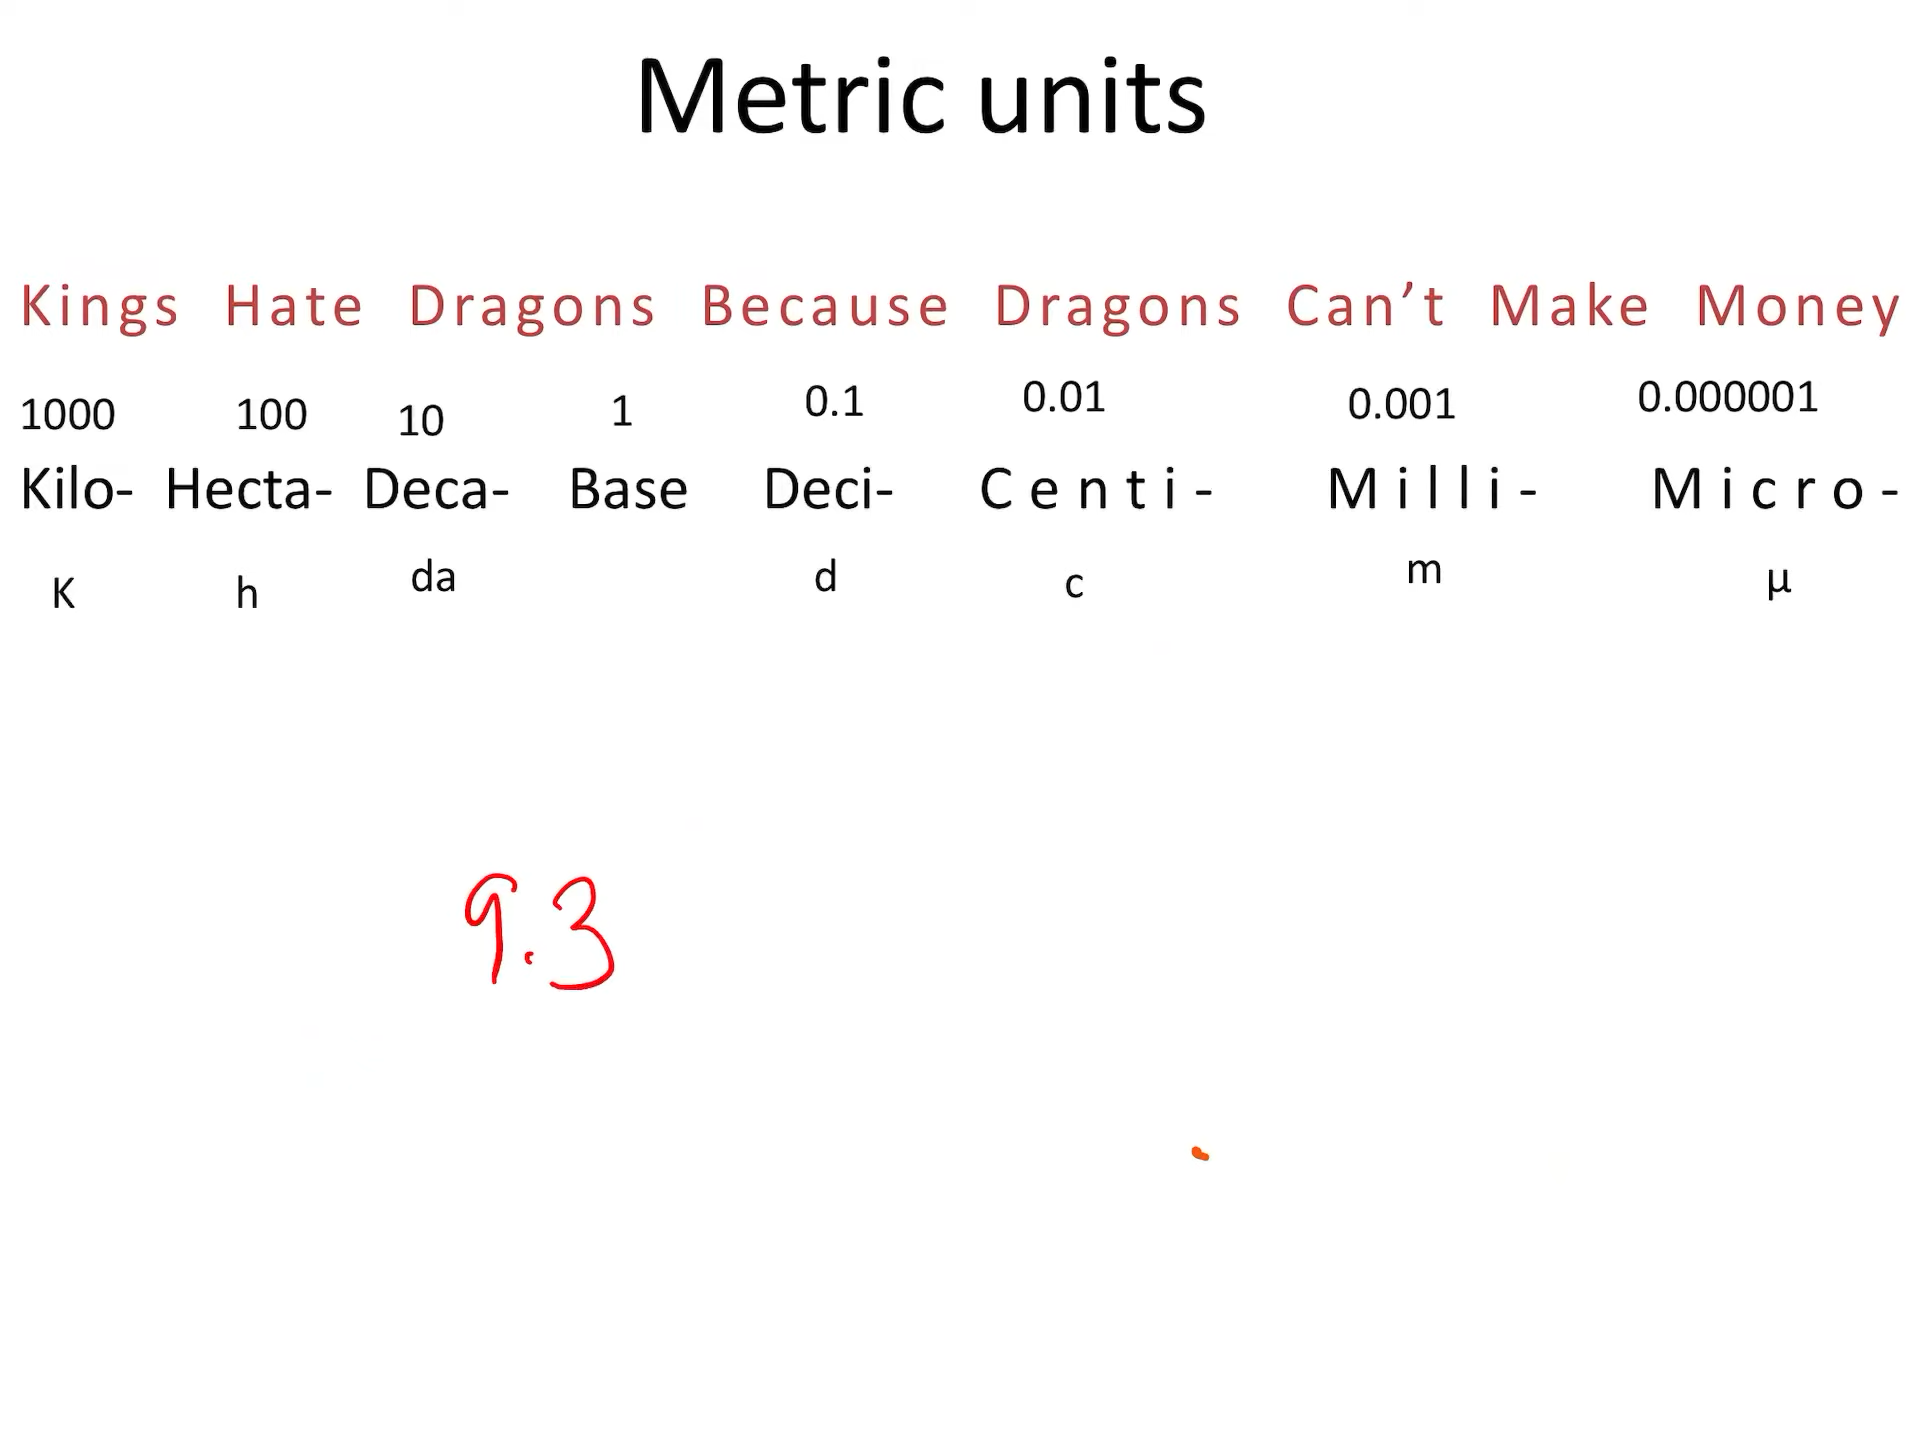 Metric units
Kings Hate Dragons Because Dragons Can’t Make Money
1000 100 10 1 0.1 0.01 0.001 0.000001
Kilo- Hecta- Deca- Base Deci- Centi- Milli- Micro-
K h da d c m μ
9.3